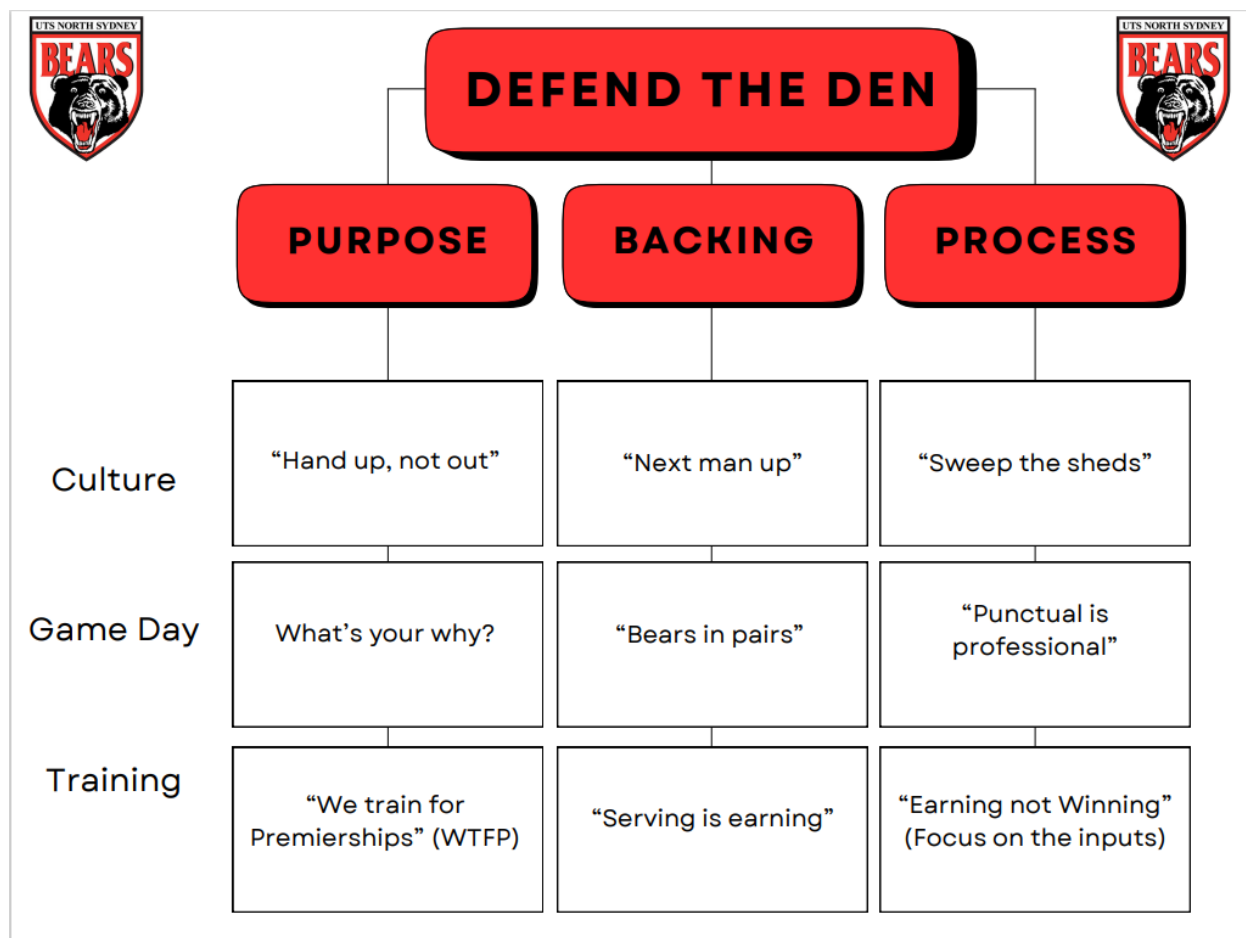 UTS NORTH SYDNEY
BEARS
UTS NORTH SYDNEY
BEARS
DEFEND THE DEN
PURPOSE
BACKING
PROCESS
Culture
“Hand up, not out”
“Next man up”
“Sweep the sheds”
Game Day
What’s your why?
“Bears in pairs”
“Punctual is
professional”
Training
“We train for
Premierships” (WTFP)
“Serving is earning”
“Earning not Winning”
(Focus on the inputs)